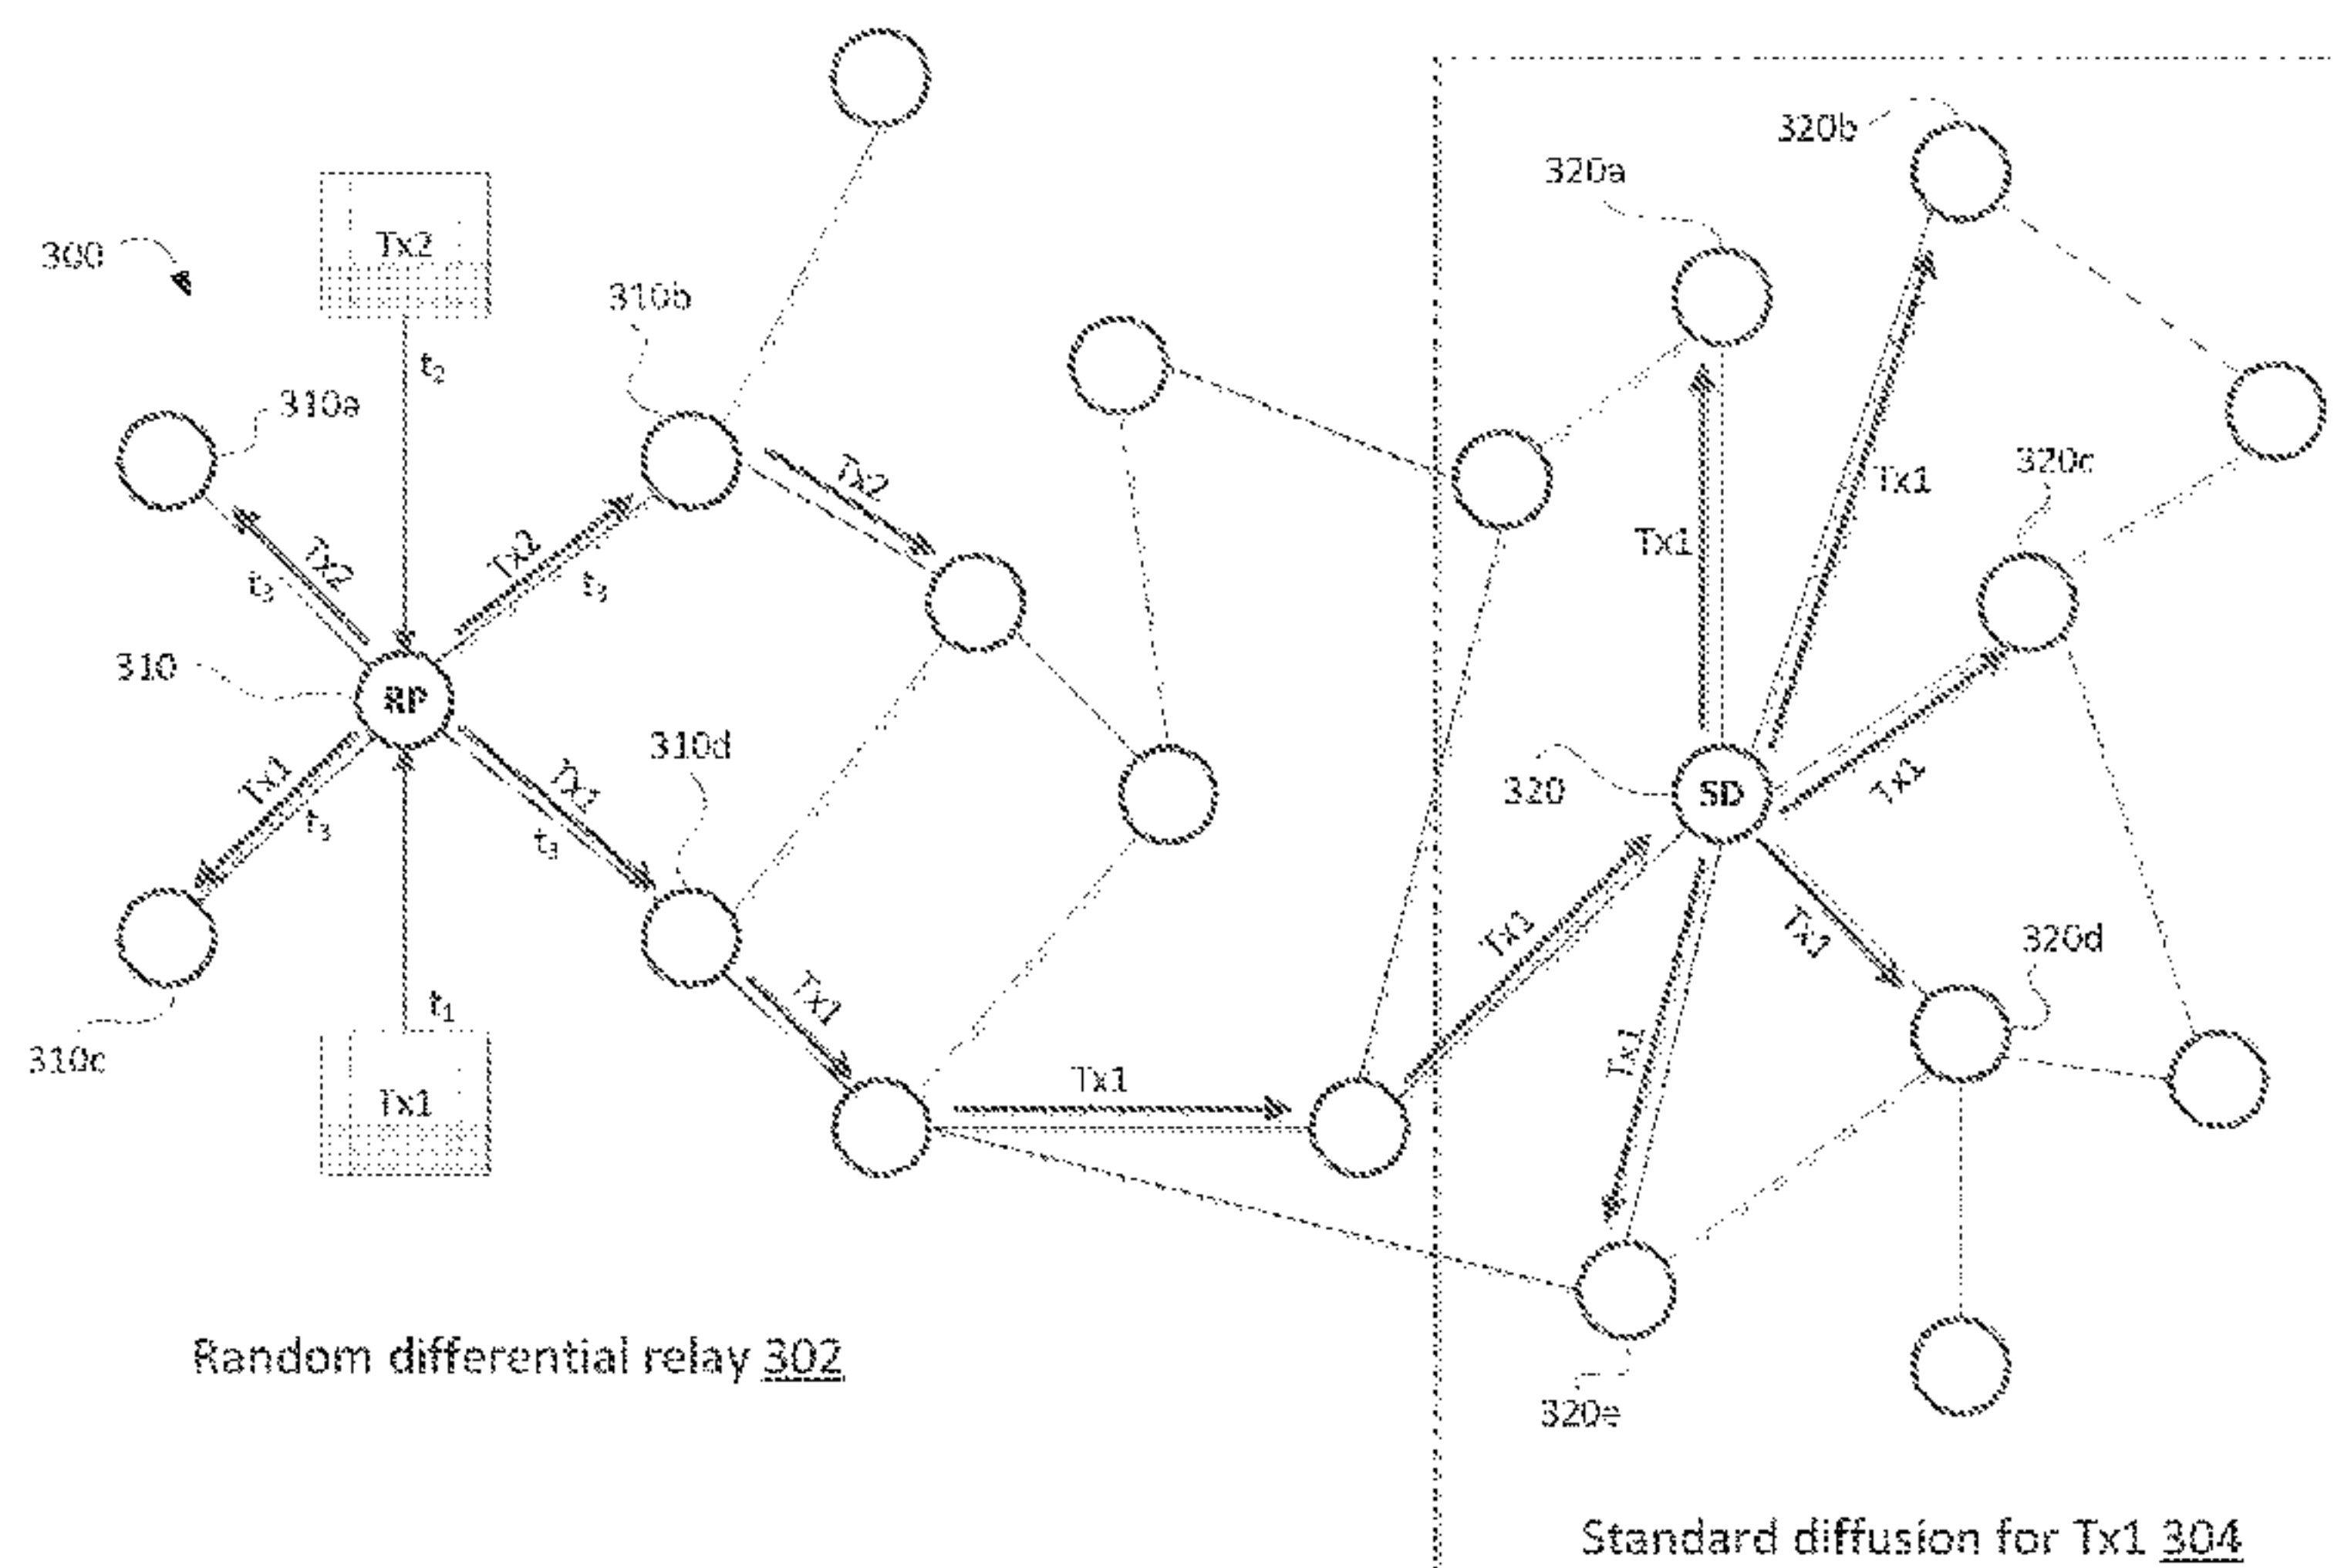 320b
320a
300
Tx2
310b
t2
310a
320c
Tx2
Tx1
Tx1
Tx2
Tx2
t3
t3
310
RP
310d
Tx1
t3
t3
320
SD
Tx1
Tx1
t1
Tx1
Tx1
320d
310c
Tx1
Tx1
Tx1
Random differential relay 302
320e
Standard diffusion for Tx1 304